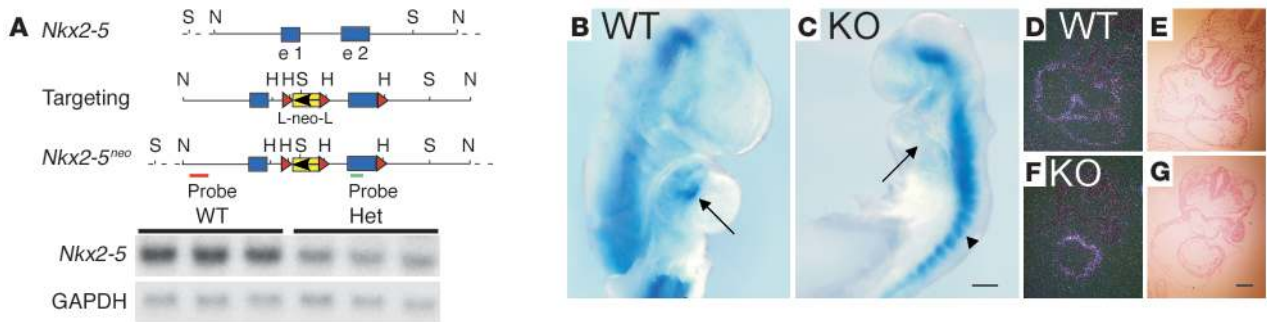 A
Nkx2-5
S N S N
e 1 e 2
Targeting
N H H S H H S N
L-neo-L
Nkx2-5neo
S N H H S H H S N
Probe Probe
WT Het
Nkx2-5
GAPDH
B WT
C KO
D WT
E
F KO
G